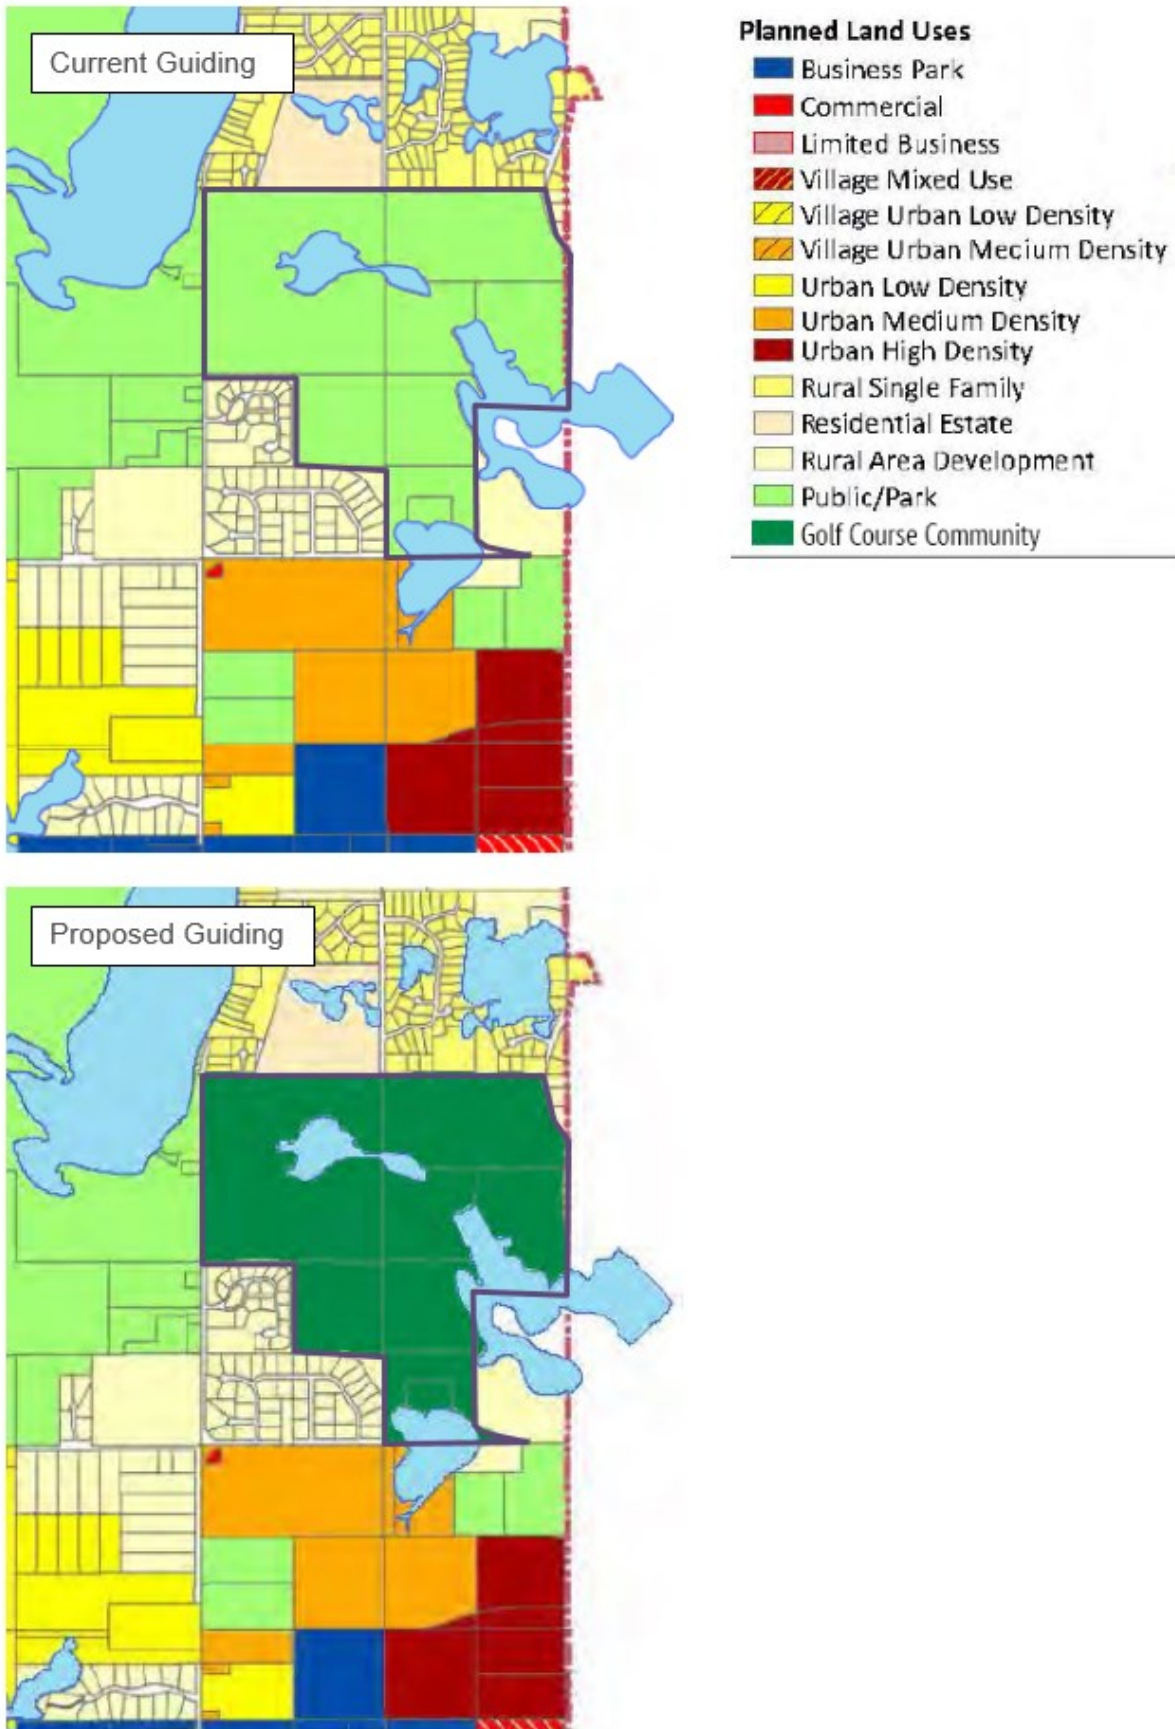 Current Guiding
Planned Land Uses
Business Park
Commercial
Limited Business
Village Mixed Use
Village Urban Low Density
Village Urban Medium Density
Urban Low Density
Urban Medium Density
Urban High Density
Rural Single Family
Residential Estate
Rural Area Development
Public/Park
Golf Course Community
Proposed Guiding